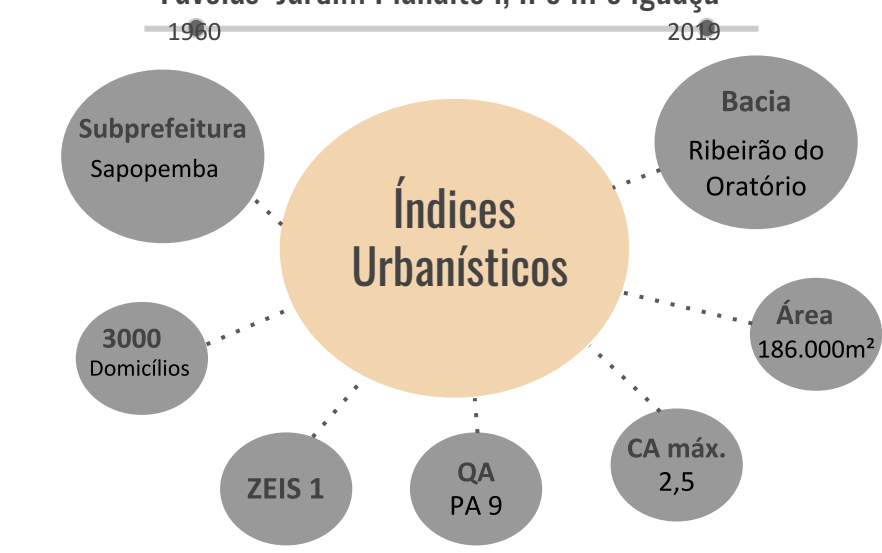 1960
2019
Subprefeitura
Sapopemba
Bacia
Ribeirão do
Oratório
Índices
Urbanísticos
3000
Domicílios
Área
186.000m²
ZEIS 1
QA
PA 9
CA máx.
2,5